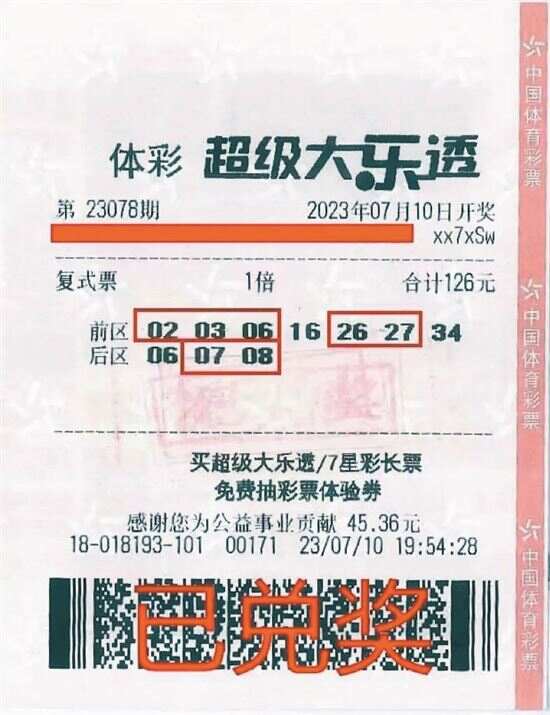 体彩 超级大乐透
第 23078期 2023年07月10日开奖
xx7xSw
复式票 1倍 合计126元
前区 02 03 06 16 26 27 34
后区 06 07 08
买超级大乐透/7星彩长票
免费抽彩票体验券
感谢您为公益事业贡献 45.36元
18-018193-101 00171 23/07/10 19:54:28
已兑奖
中国体育彩票
中国体育彩票
中国体育彩票